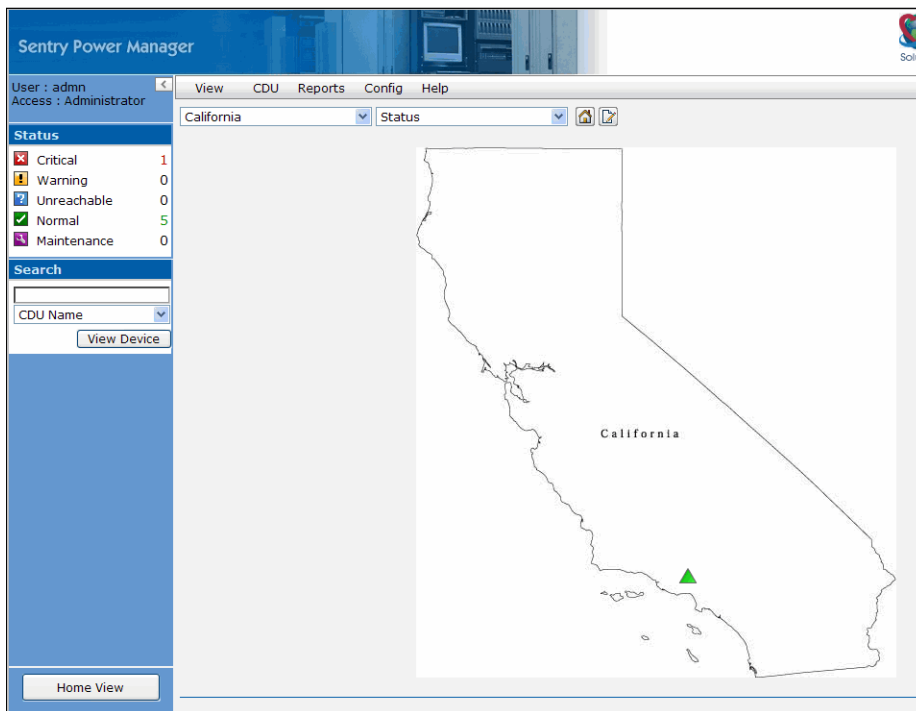 Sentry Power Manager
User : admn
Access : Administrator
View CDU Reports Config Help
California Status
Status
Critical 1
Warning 0
Unreachable 0
Normal 5
Maintenance 0
California
Search
CDU Name
View Device
Home View